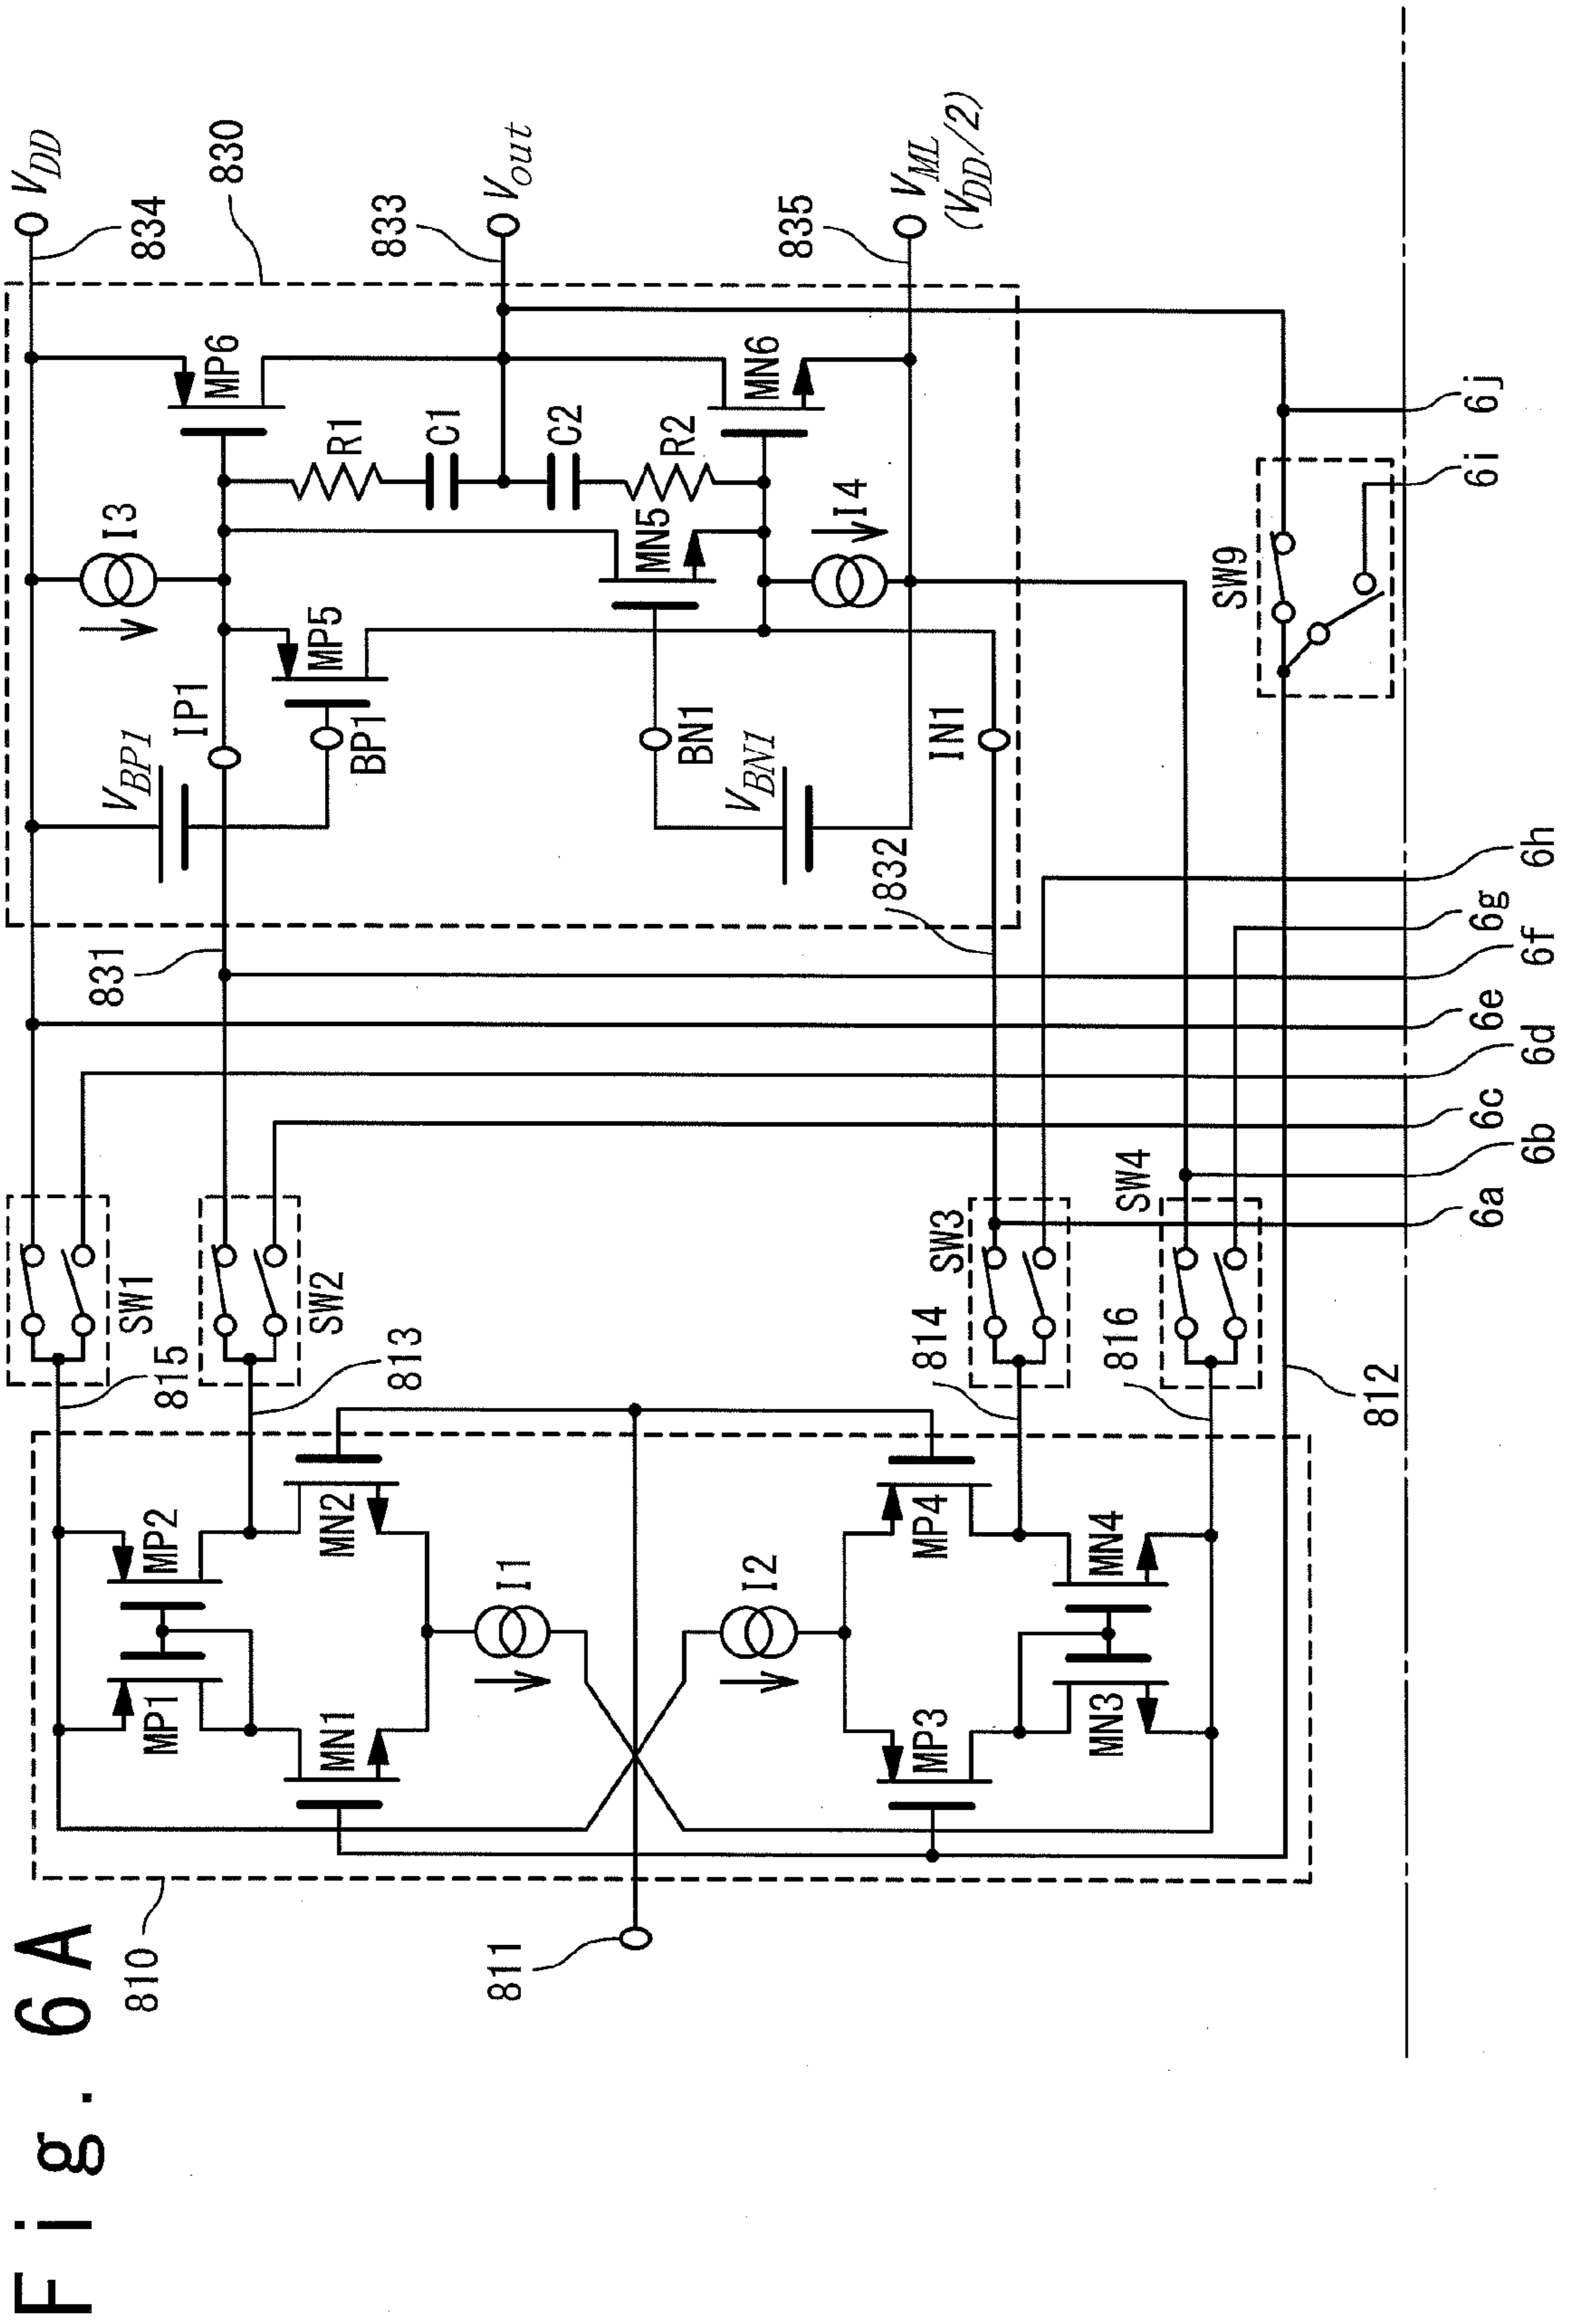 Fig. 6A
810
811
MP1
MP2
MN1
MN2
I1
I2
MP3
MP4
MN3
MN4
815
SW1
813
SW2
814
SW3
816
SW4
812
831
832
VBP1
IP1
BP1
MP5
I3
BN1
VBN1
IN1
MN5
I4
R1
C1
C2
R2
MP6
MN6
830
VDD
834
Vout
833
VML
(VDD/2)
835
SW9
6a
6b
6c
6d
6e
6f
6g
6h
6i
6j